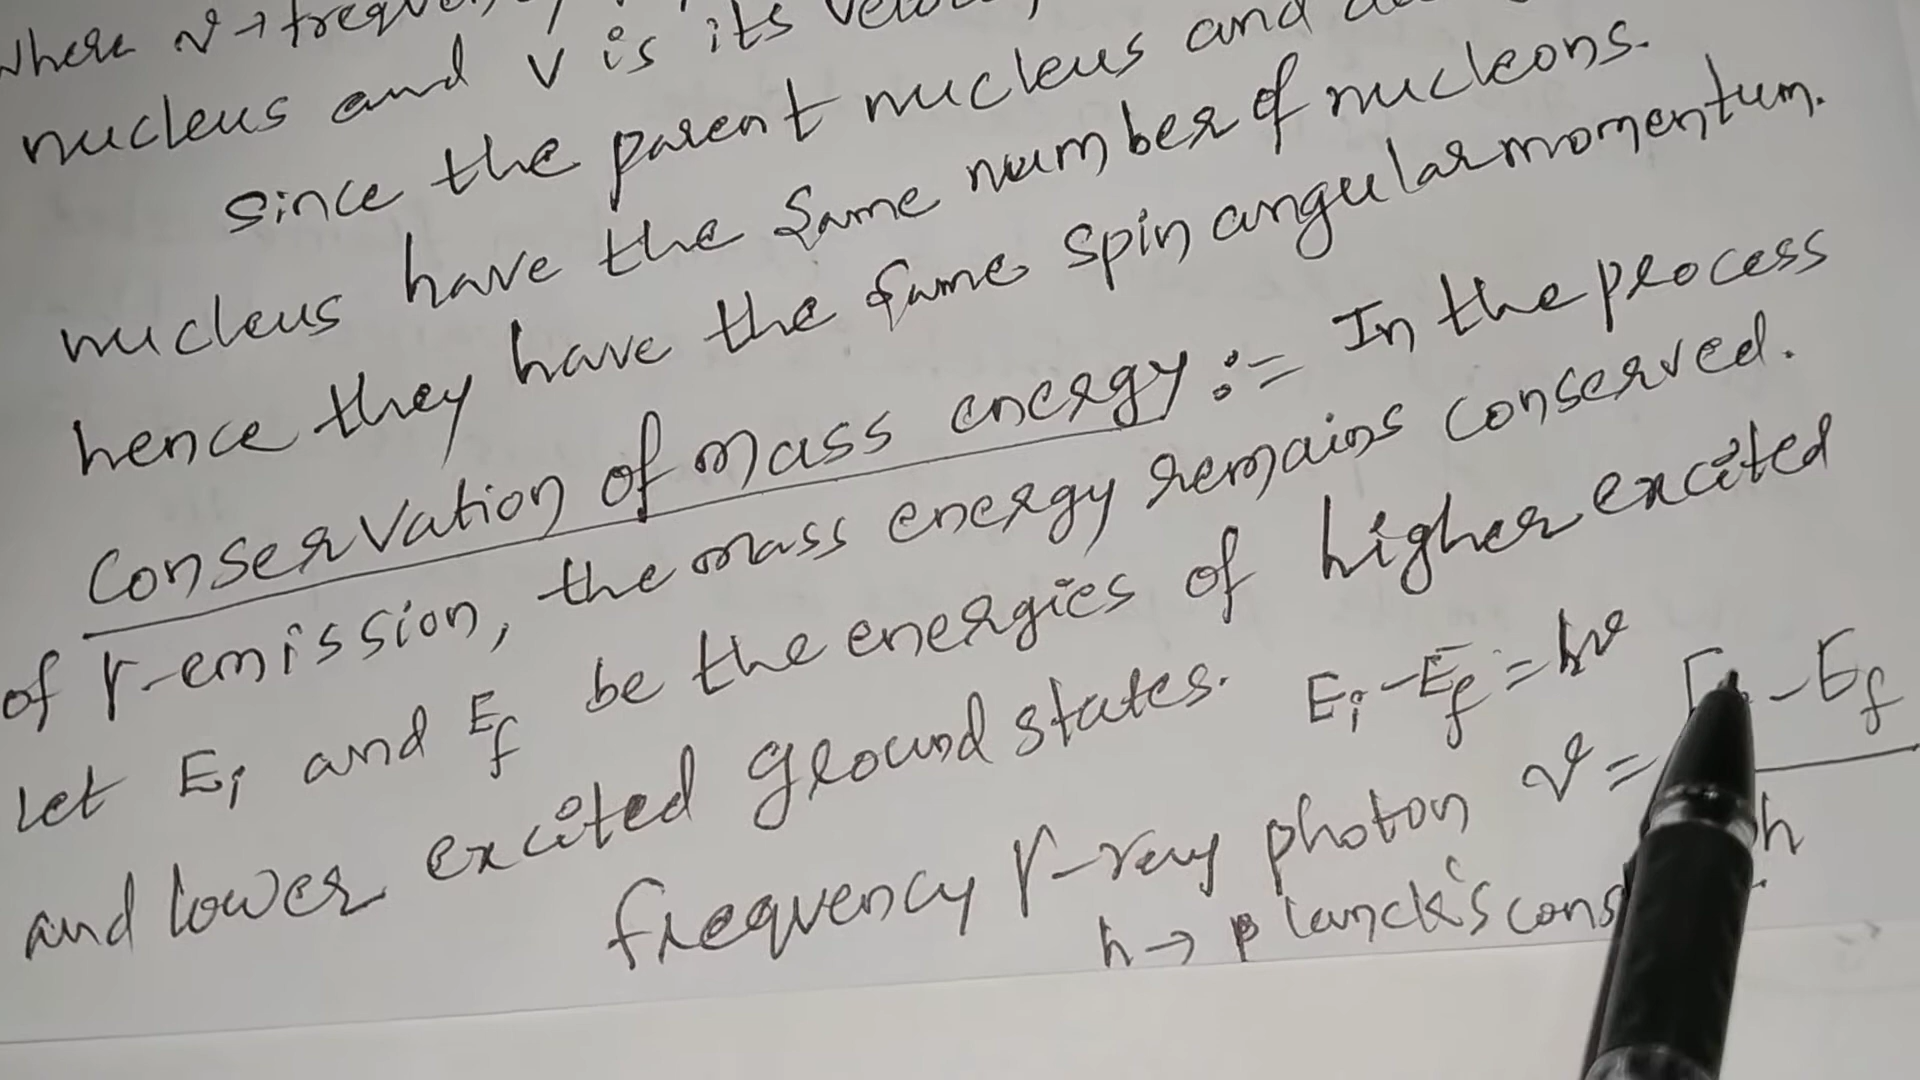 where ν → frequency
nucleus and v is its
since the parent nucleus and
nucleus have the same number of nucleons.
hence they have the same spin angular momentum.
Conservation of mass energy := In the process
of γ-emission, the mass energy remains conserved.
Let Ei and Ef be the energies of higher excited
and lower excited ground states. Ei - Ef = hν
frequency γ-ray photon ν = - Ef / h
h → planck's